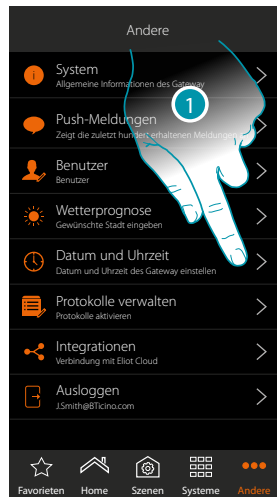 Andere
System
Allgemeine Informationen des Gateway
1
Push-Meldungen
Zeigt die zuletzt hundert erhaltenen Meldungen
Benutzer
Benutzer
Wetterprognose
Gewünschte Stadt eingeben
Datum und Uhrzeit
Datum und Uhrzeit des Gateway einstellen
Protokolle verwalten
Protokolle aktivieren
Integrationen
Verbindung mit Eliot Cloud
Ausloggen
J.Smith@BTicino.com
Favoriten Home Szenen Systeme Andere